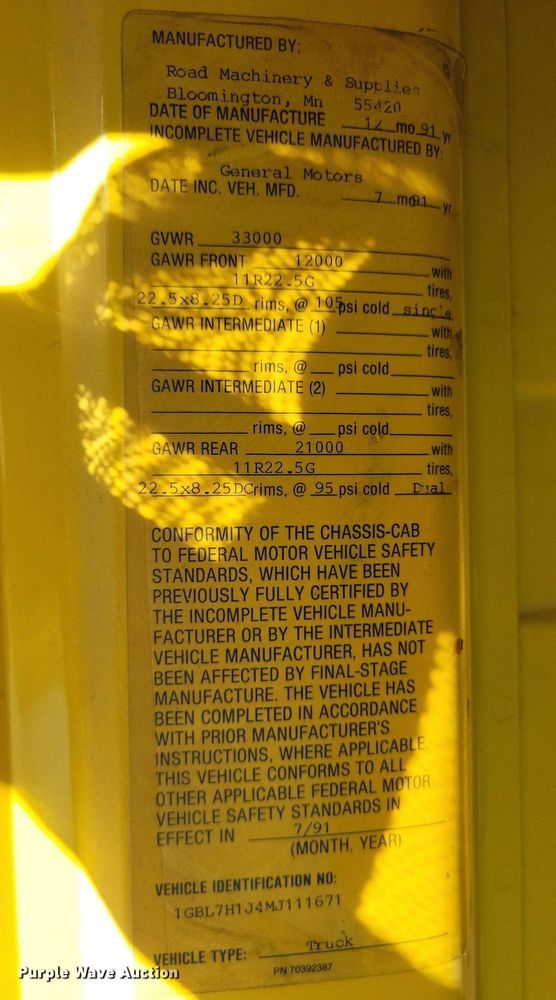 MANUFACTURED BY:
Road Machinery & Supplies
Bloomington, Mn 55420
DATE OF MANUFACTURE 12 mo 91 yr
INCOMPLETE VEHICLE MANUFACTURED BY:
General Motors
DATE INC. VEH. MFD. 7 mo 91 yr
GVWR 33000
GAWR FRONT 12000 with
11R22.5G tires,
22.5x8.25D rims, @ 105 psi cold single
GAWR INTERMEDIATE (1) with
tires,
rims, @ psi cold
GAWR INTERMEDIATE (2) with
tires,
rims, @ psi cold
GAWR REAR 21000 with
11R22.5G tires,
22.5x8.25DC rims, @ 95 psi cold Dual
CONFORMITY OF THE CHASSIS-CAB
TO FEDERAL MOTOR VEHICLE SAFETY
STANDARDS, WHICH HAVE BEEN
PREVIOUSLY FULLY CERTIFIED BY
THE INCOMPLETE VEHICLE MANU-
FACTURER OR BY THE INTERMEDIATE
VEHICLE MANUFACTURER, HAS NOT
BEEN AFFECTED BY FINAL-STAGE
MANUFACTURE. THE VEHICLE HAS
BEEN COMPLETED IN ACCORDANCE
WITH PRIOR MANUFACTURER'S
INSTRUCTIONS, WHERE APPLICABLE.
THIS VEHICLE CONFORMS TO ALL
OTHER APPLICABLE FEDERAL MOTOR
VEHICLE SAFETY STANDARDS IN
EFFECT IN 7/91
(MONTH, YEAR)
VEHICLE IDENTIFICATION NO:
1GBL7H1J4MJ111671
VEHICLE TYPE: Truck
PN 70392387
Purple Wave Auction